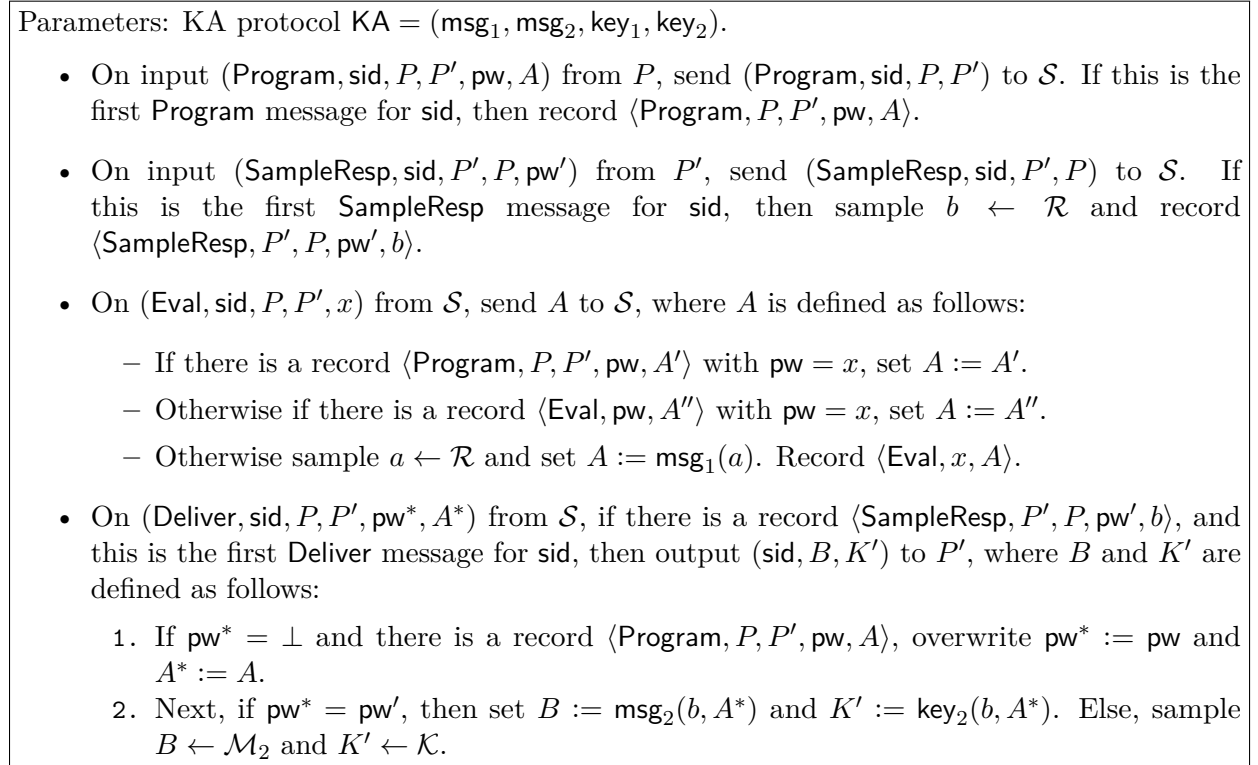 Parameters: KA protocol KA = (msg₁, msg₂, key₁, key₂).
• On input (Program, sid, P, P′, pw, A) from P, send (Program, sid, P, P′) to 𝒮. If this is the
first Program message for sid, then record ⟨Program, P, P′, pw, A⟩.
• On input (SampleResp, sid, P′, P, pw′) from P′, send (SampleResp, sid, P′, P) to 𝒮. If
this is the first SampleResp message for sid, then sample b ← ℛ and record
⟨SampleResp, P′, P, pw′, b⟩.
• On (Eval, sid, P, P′, x) from 𝒮, send A to 𝒮, where A is defined as follows:
– If there is a record ⟨Program, P, P′, pw, A′⟩ with pw = x, set A := A′.
– Otherwise if there is a record ⟨Eval, pw, A′′⟩ with pw = x, set A := A′′.
– Otherwise sample a ← ℛ and set A := msg₁(a). Record ⟨Eval, x, A⟩.
• On (Deliver, sid, P, P′, pw*, A*) from 𝒮, if there is a record ⟨SampleResp, P′, P, pw′, b⟩, and
this is the first Deliver message for sid, then output (sid, B, K′) to P′, where B and K′ are
defined as follows:
1. If pw* = ⊥ and there is a record ⟨Program, P, P′, pw, A⟩, overwrite pw* := pw and
A* := A.
2. Next, if pw* = pw′, then set B := msg₂(b, A*) and K′ := key₂(b, A*). Else, sample
B ← ℳ₂ and K′ ← 𝒦.